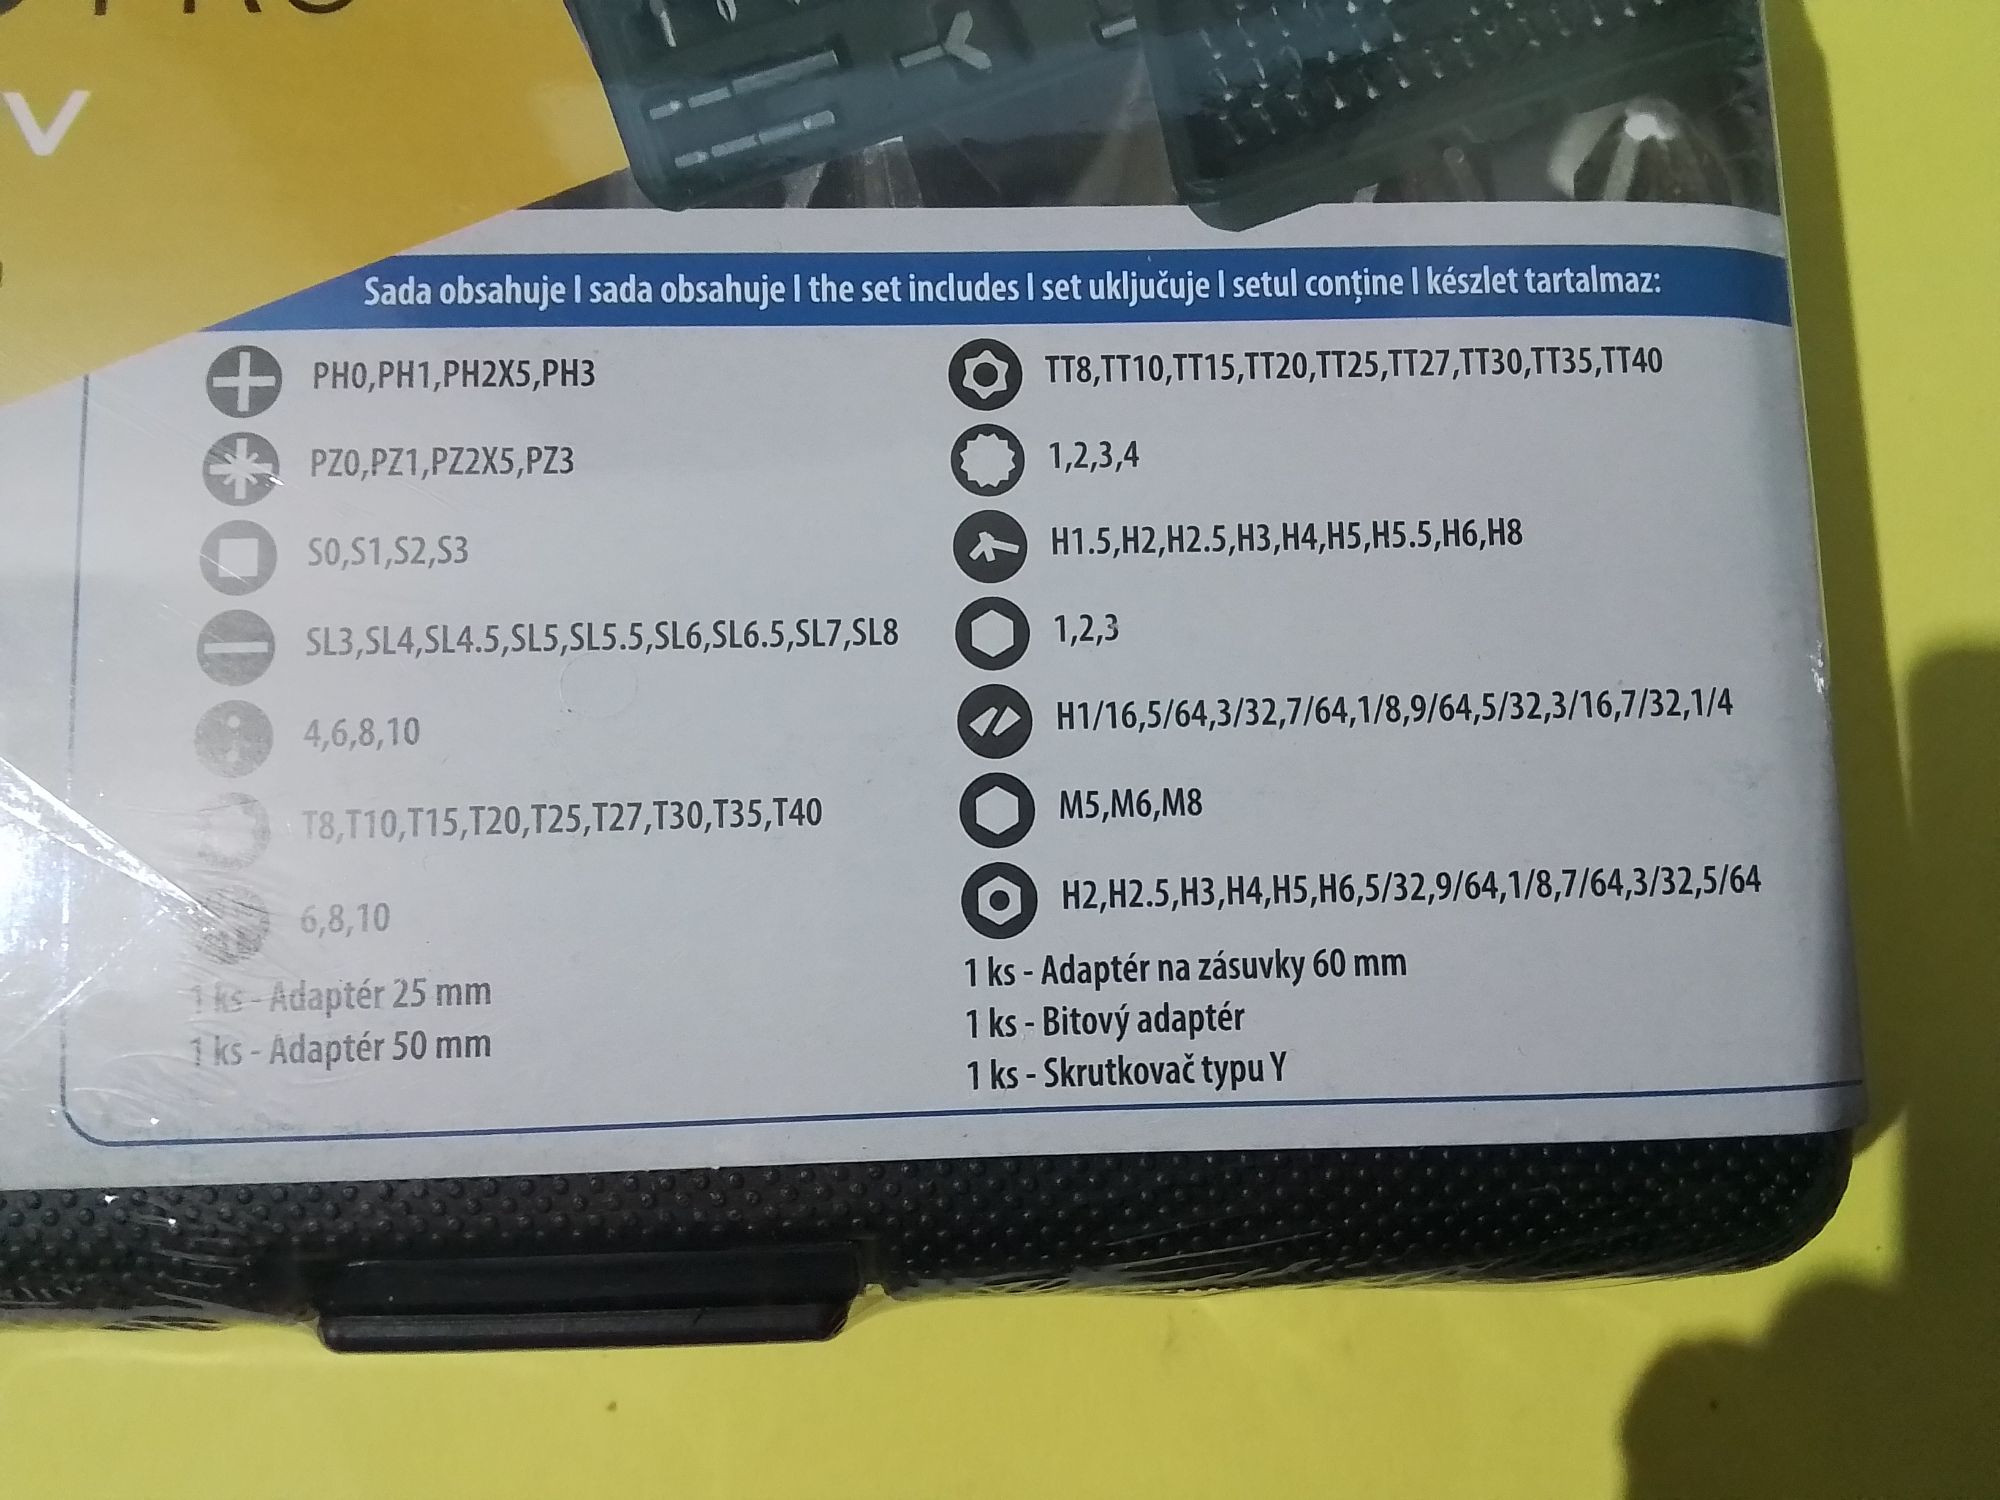 V
Sada obsahuje I sada obsahuje I the set includes I set uključuje I setul conține I készlet tartalmaz:
PH0,PH1,PH2X5,PH3
PZ0,PZ1,PZ2X5,PZ3
S0,S1,S2,S3
SL3,SL4,SL4.5,SL5,SL5.5,SL6,SL6.5,SL7,SL8
4,6,8,10
T8,T10,T15,T20,T25,T27,T30,T35,T40
6,8,10
1 ks - Adaptér 25 mm
1 ks - Adaptér 50 mm
TT8,TT10,TT15,TT20,TT25,TT27,TT30,TT35,TT40
1,2,3,4
H1.5,H2,H2.5,H3,H4,H5,H5.5,H6,H8
1,2,3
H1/16,5/64,3/32,7/64,1/8,9/64,5/32,3/16,7/32,1/4
M5,M6,M8
H2,H2.5,H3,H4,H5,H6,5/32,9/64,1/8,7/64,3/32,5/64
1 ks - Adaptér na zásuvky 60 mm
1 ks - Bitový adaptér
1 ks - Skrutkovač typu Y